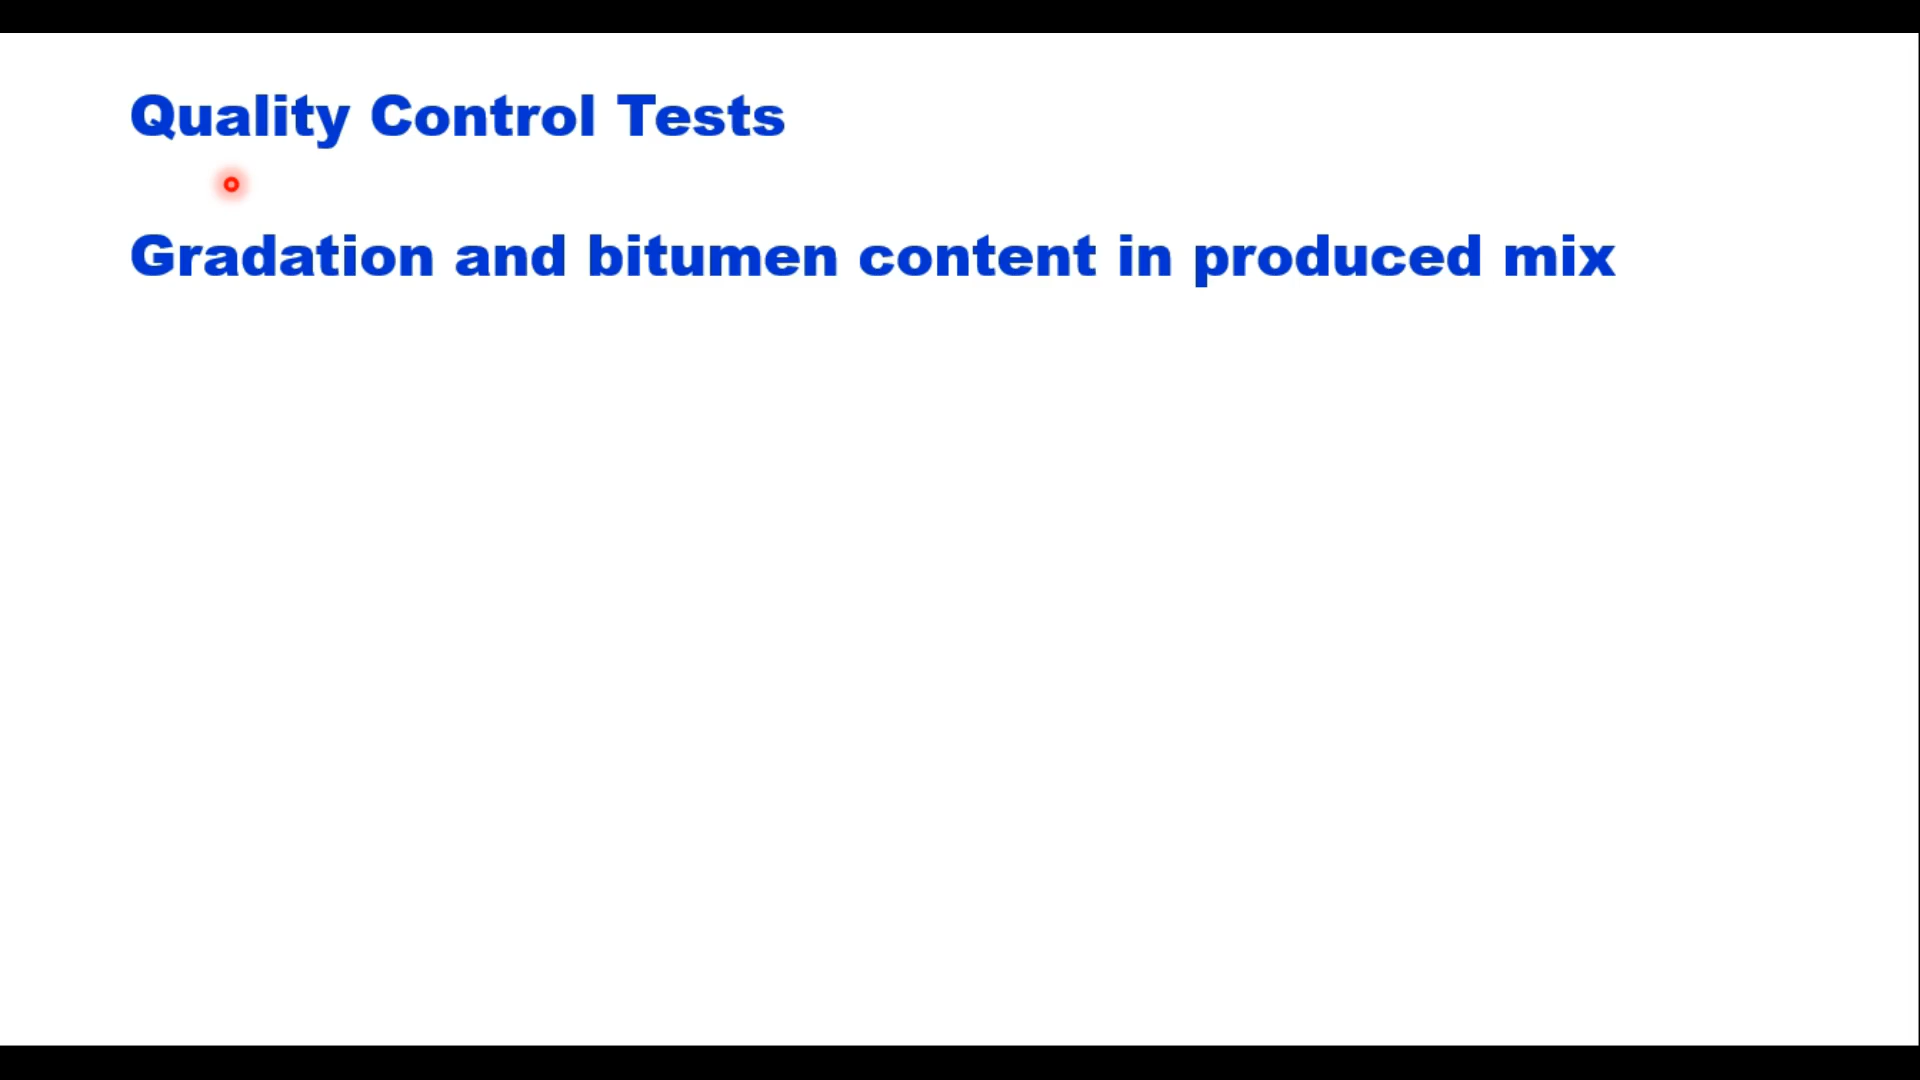 Quality Control Tests
Gradation and bitumen content in produced mix